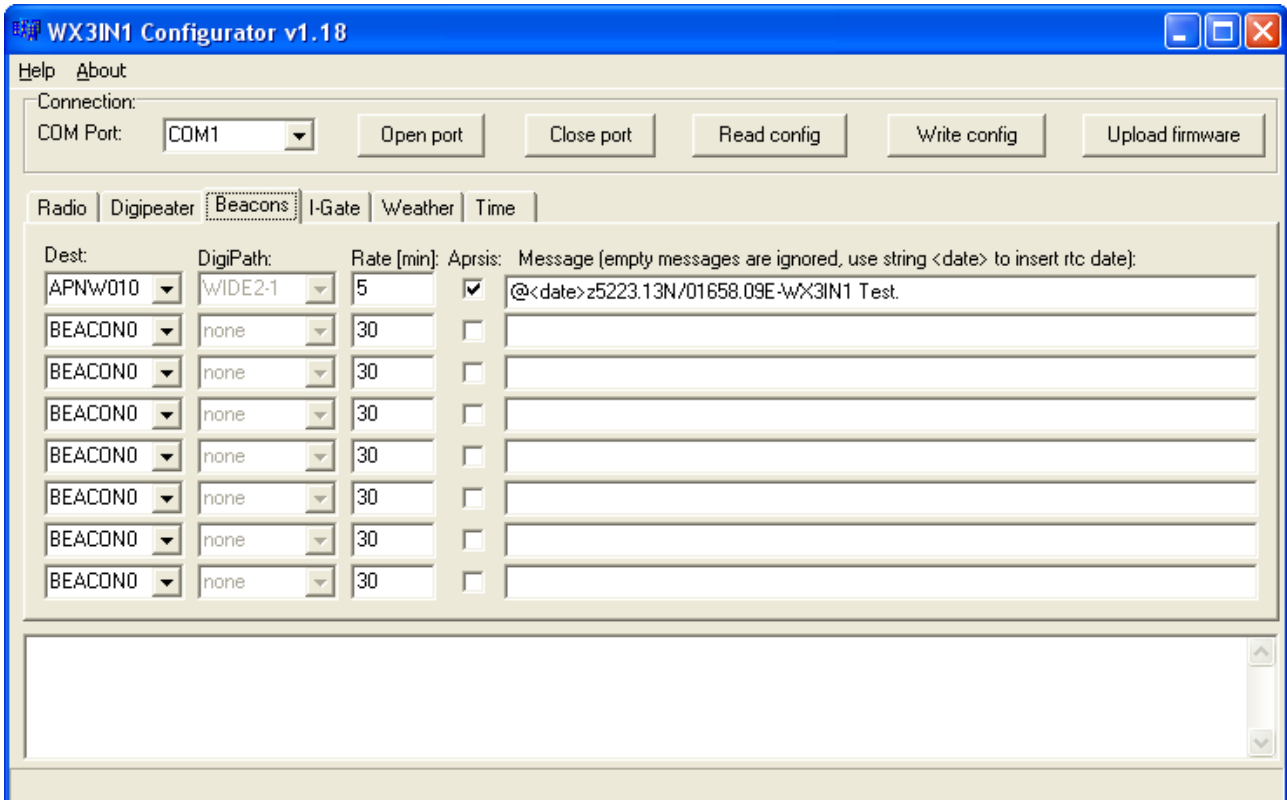 WX3IN1 Configurator v1.18
Help About
Connection:
COM Port: COM1 Open port Close port Read config Write config Upload firmware
Radio Digipeater Beacons I-Gate Weather Time
Dest: DigiPath: Rate [min]: Aprsis: Message (empty messages are ignored, use string <date> to insert rtc date):
APNW010 WIDE2-1 5 @<date>z5223.13N/01658.09E-WX3IN1 Test.
BEACON0 none 30
BEACON0 none 30
BEACON0 none 30
BEACON0 none 30
BEACON0 none 30
BEACON0 none 30
BEACON0 none 30